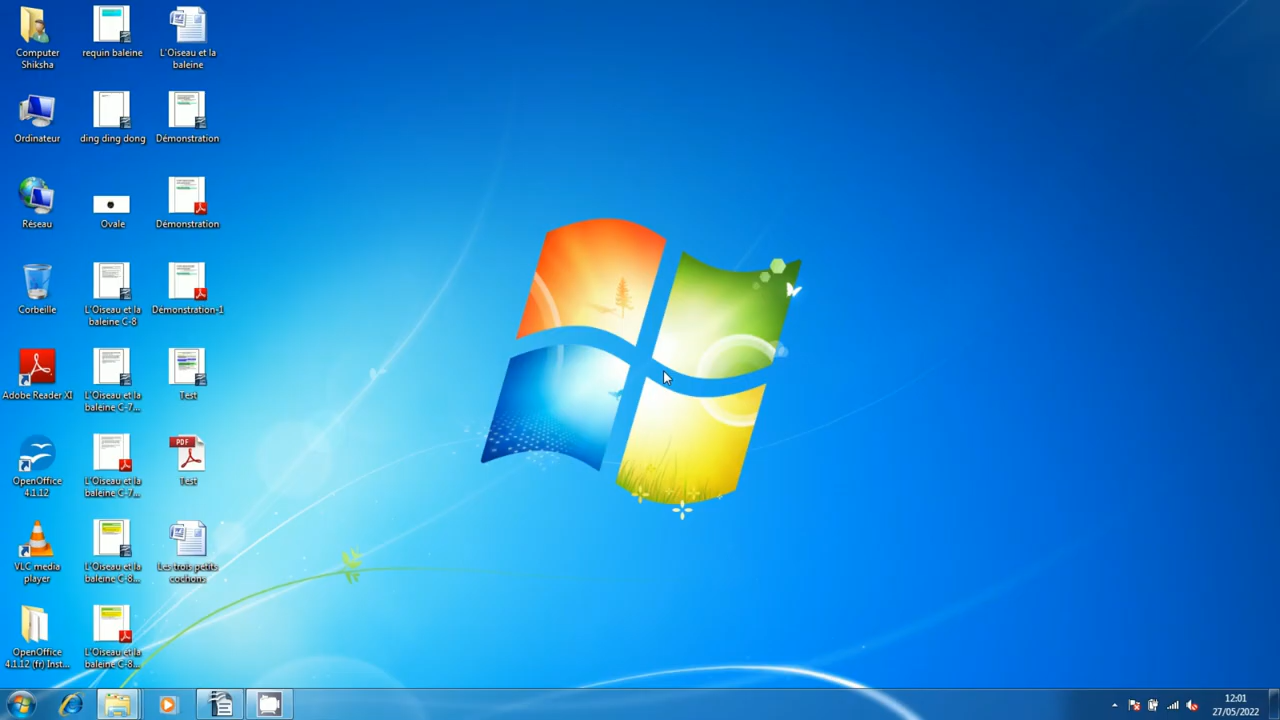 Computer
Shiksha
requin baleine
L'Oiseau et la
baleine
Ordinateur
ding ding dong
Démonstration
Réseau
Ovale
Démonstration
Corbeille
L'Oiseau et la
baleine C-8
Démonstration-1
Adobe Reader XI
L'Oiseau et la
baleine C-7...
Test
OpenOffice
4.1.12
L'Oiseau et la
baleine C-7...
PDF
Test
VLC media
player
L'Oiseau et la
baleine C-8...
Les trois petits
cochons
OpenOffice
4.1.12 (fr) Inst...
L'Oiseau et la
baleine C-8...
12:01
27/05/2022